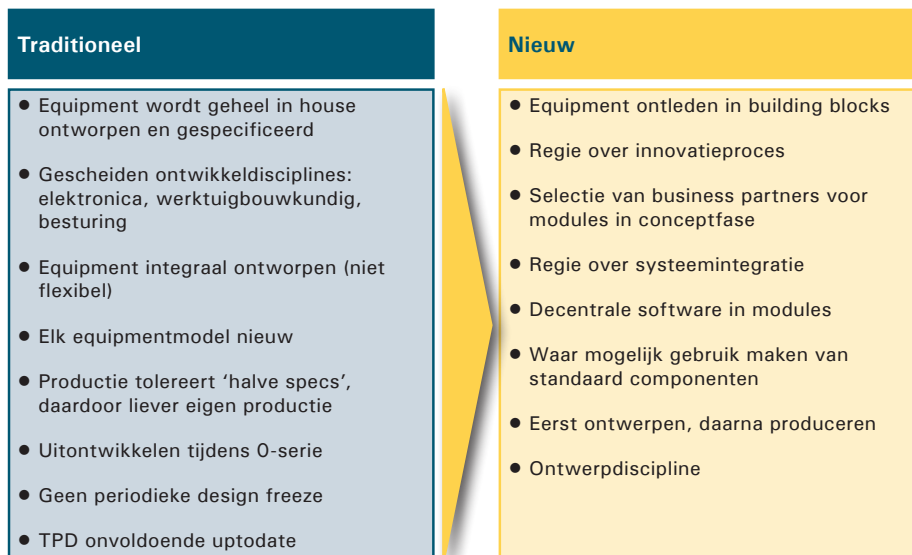 Traditioneel
● Equipment wordt geheel in house
ontworpen en gespecificeerd
● Gescheiden ontwikkeldisciplines:
elektronica, werktuigbouwkundig,
besturing
● Equipment integraal ontworpen (niet
flexibel)
● Elk equipmentmodel nieuw
● Productie tolereert ‘halve specs’,
daardoor liever eigen productie
● Uitontwikkelen tijdens 0-serie
● Geen periodieke design freeze
● TPD onvoldoende uptodate
Nieuw
● Equipment ontleden in building blocks
● Regie over innovatieproces
● Selectie van business partners voor
modules in conceptfase
● Regie over systeemintegratie
● Decentrale software in modules
● Waar mogelijk gebruik maken van
standaard componenten
● Eerst ontwerpen, daarna produceren
● Ontwerpdiscipline